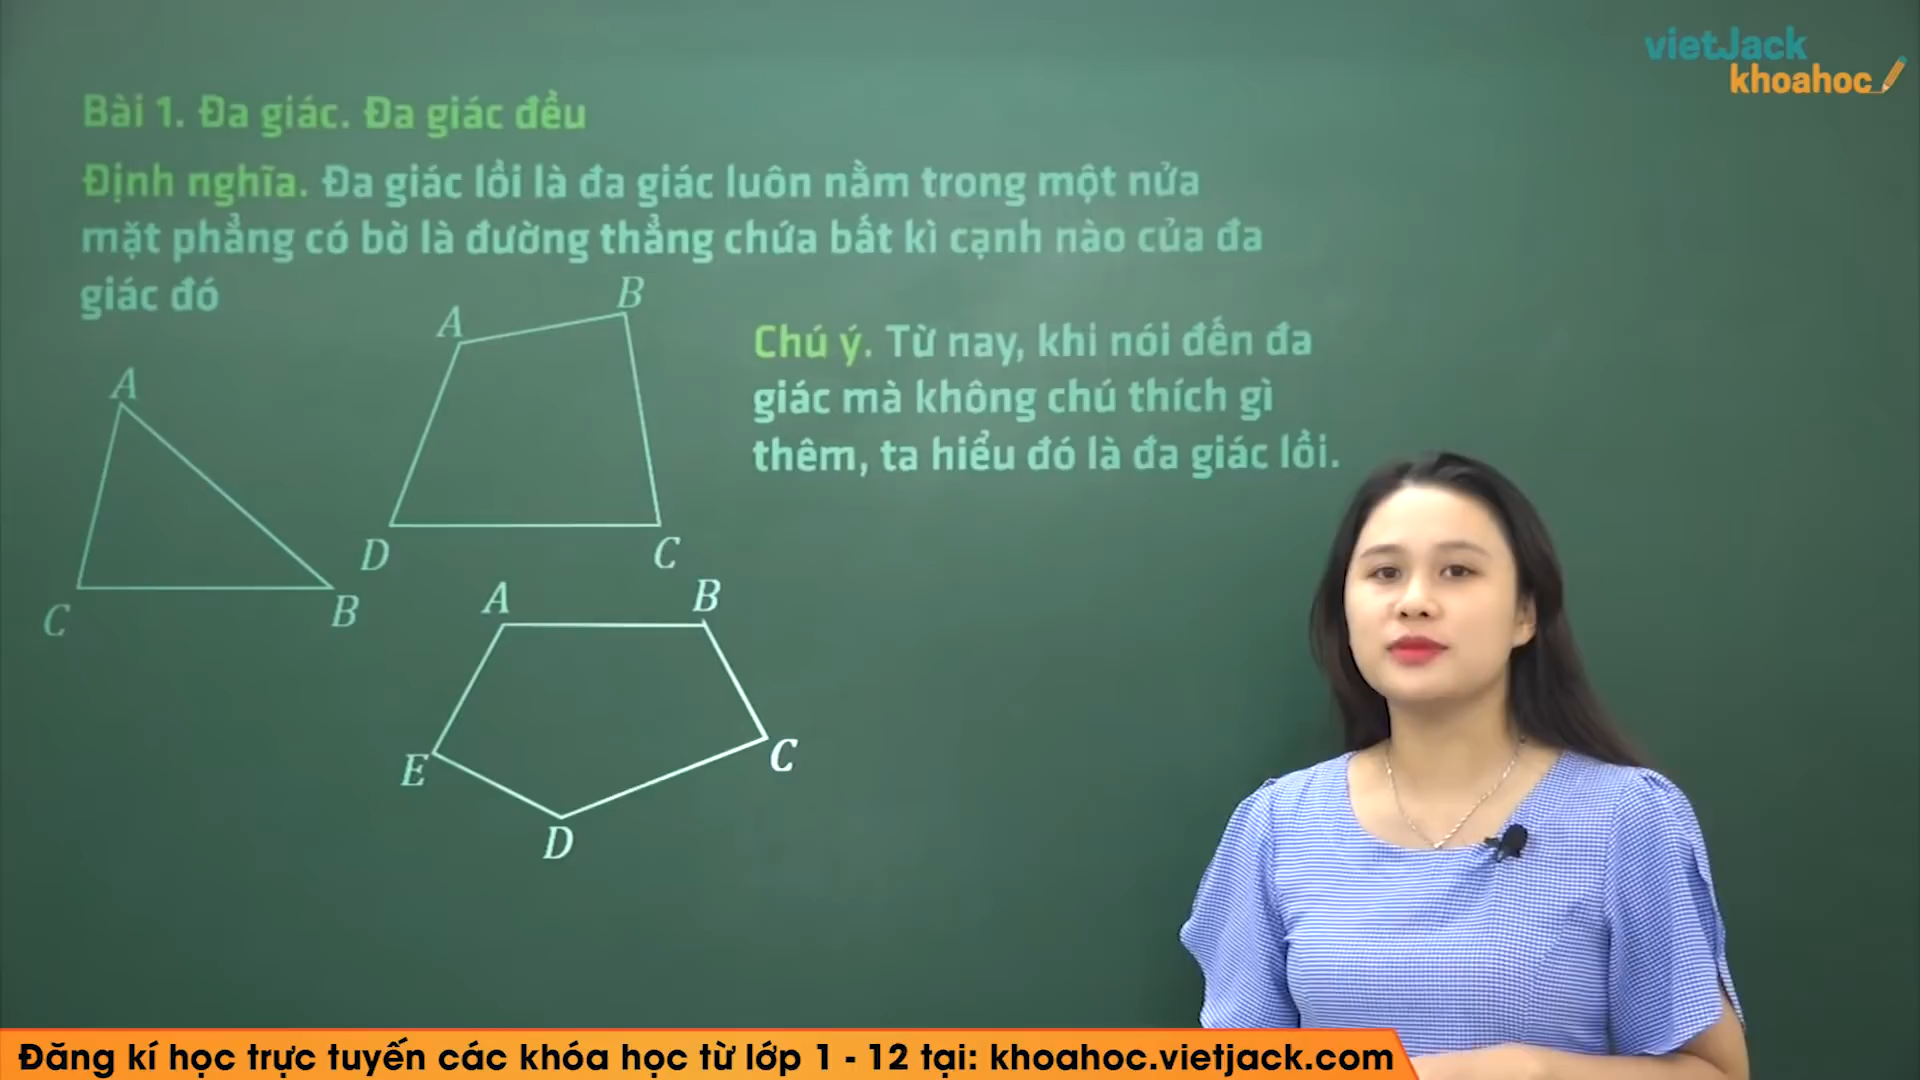 vietJack
khoahoc
Bài 1. Đa giác. Đa giác đều
Định nghĩa. Đa giác lồi là đa giác luôn nằm trong một nửa
mặt phẳng có bờ là đường thẳng chứa bất kì cạnh nào của đa
giác đó
A
B
D
C
A
C
B
Chú ý. Từ nay, khi nói đến đa
giác mà không chú thích gì
thêm, ta hiểu đó là đa giác lồi.
A
B
E
C
D
Đăng kí học trực tuyến các khóa học từ lớp 1 - 12 tại: khoahoc.vietjack.com